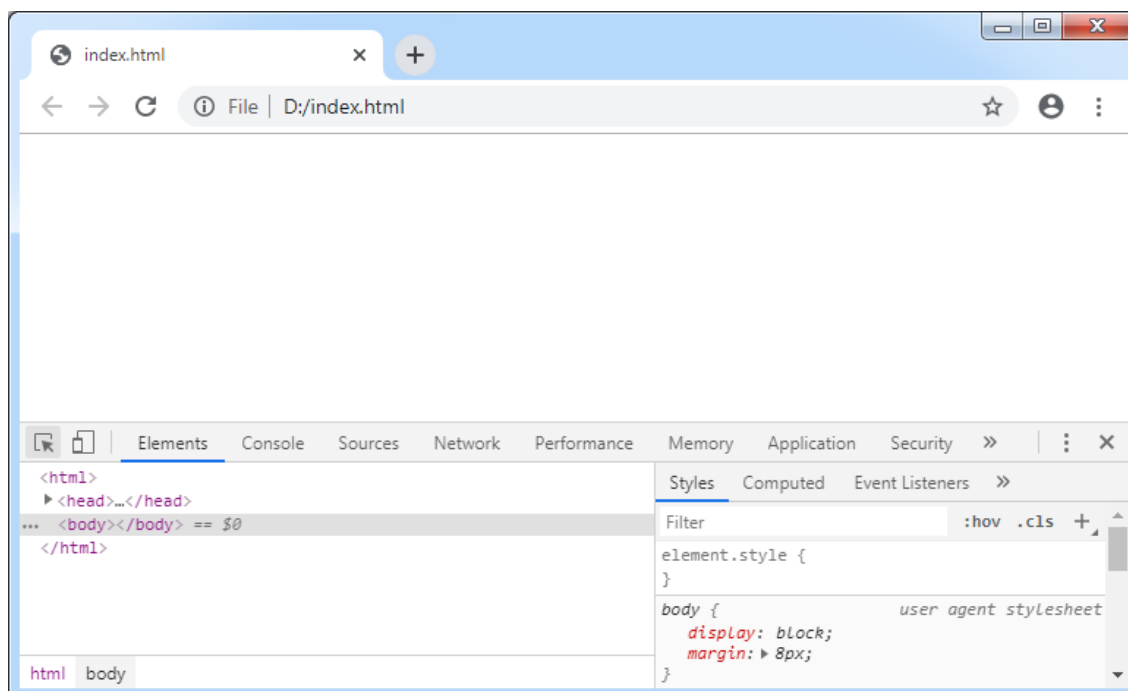 index.html
File D:/index.html
Elements Console Sources Network Performance Memory Application Security »
<html>
<head>…</head>
… <body></body> == $0
</html>
html body
Styles Computed Event Listeners »
Filter :hov .cls +
element.style {
}
body { user agent stylesheet
display: block;
margin: 8px;
}